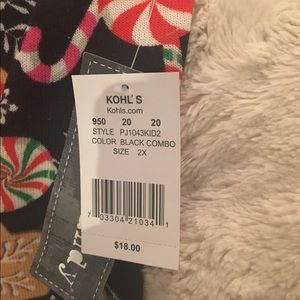 KOHL'S
Kohls.com
950 20 20
STYLE PJ1043KID2
COLOR BLACK COMBO
SIZE 2X
7 03304 21034 1
$18.00